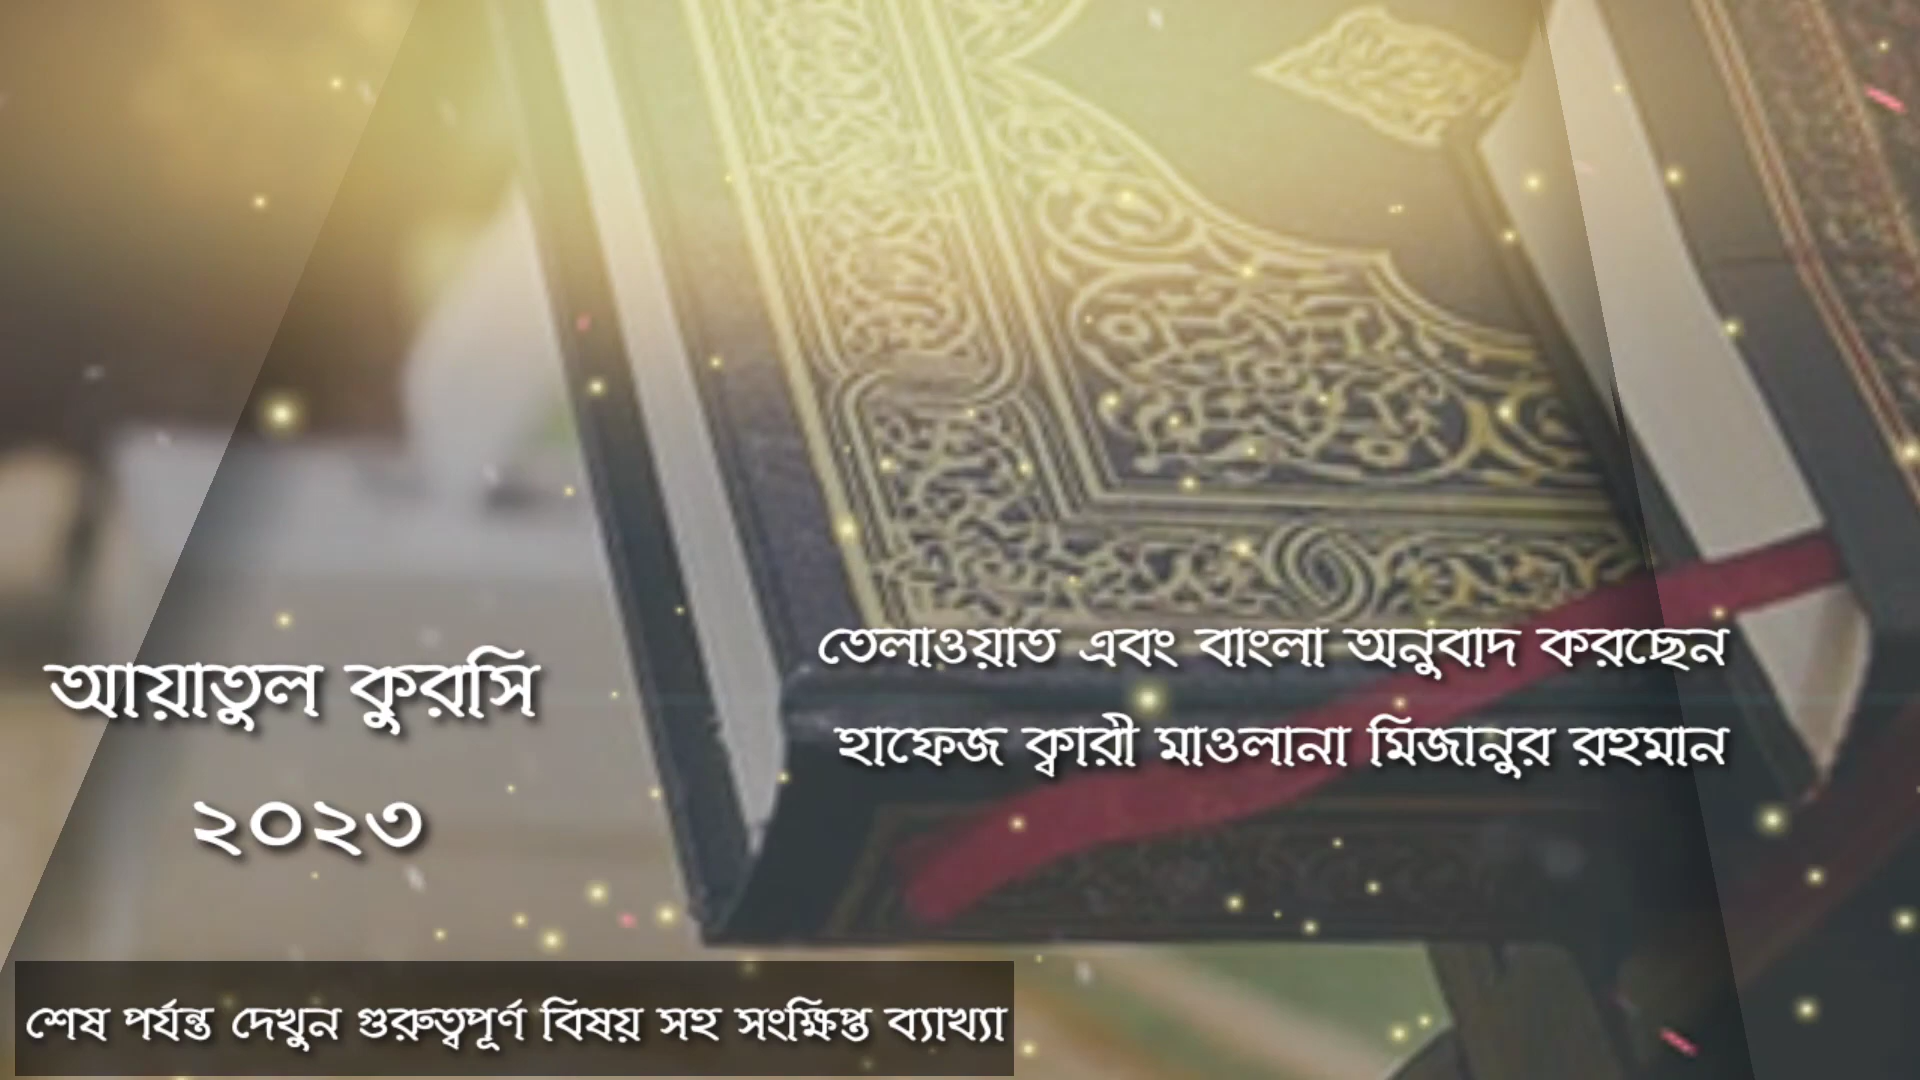 আয়াতুল কুরসি
২০২৩
তেলাওয়াত এবং বাংলা অনুবাদ করছেন
হাফেজ ক্বারী মাওলানা মিজানুর রহমান
শেষ পর্যন্ত দেখুন গুরুত্বপূর্ণ বিষয় সহ সংক্ষিপ্ত ব্যাখ্যা